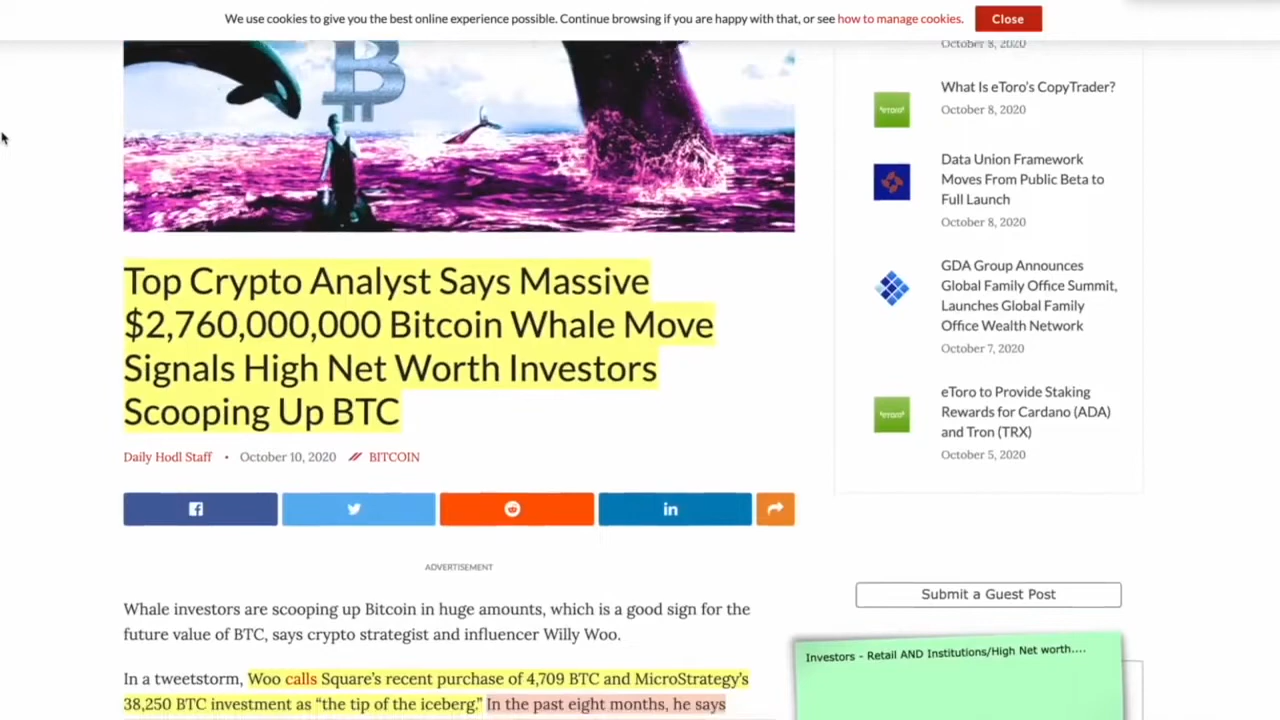 We use cookies to give you the best online experience possible. Continue browsing if you are happy with that, or see how to manage cookies.
Close
Top Crypto Analyst Says Massive
$2,760,000,000 Bitcoin Whale Move
Signals High Net Worth Investors
Scooping Up BTC
Daily Hodl Staff • October 10, 2020 // BITCOIN
ADVERTISEMENT
Whale investors are scooping up Bitcoin in huge amounts, which is a good sign for the
future value of BTC, says crypto strategist and influencer Willy Woo.
In a tweetstorm, Woo calls Square's recent purchase of 4,709 BTC and MicroStrategy's
38,250 BTC investment as “the tip of the iceberg.” In the past eight months, he says
October 8, 2020
eToro
What Is eToro's CopyTrader?
October 8, 2020
Data Union Framework
Moves From Public Beta to
Full Launch
October 8, 2020
GDA Group Announces
Global Family Office Summit,
Launches Global Family
Office Wealth Network
October 7, 2020
eToro
eToro to Provide Staking
Rewards for Cardano (ADA)
and Tron (TRX)
October 5, 2020
Submit a Guest Post
Investors - Retail AND Institutions/High Net worth....